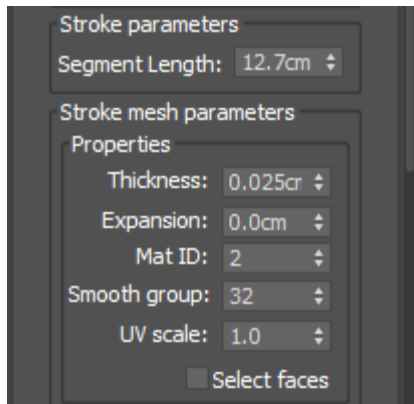 Stroke parameters
Segment Length: 12.7cm
Stroke mesh parameters
Properties
Thickness: 0.025cr
Expansion: 0.0cm
Mat ID: 2
Smooth group: 32
UV scale: 1.0
Select faces